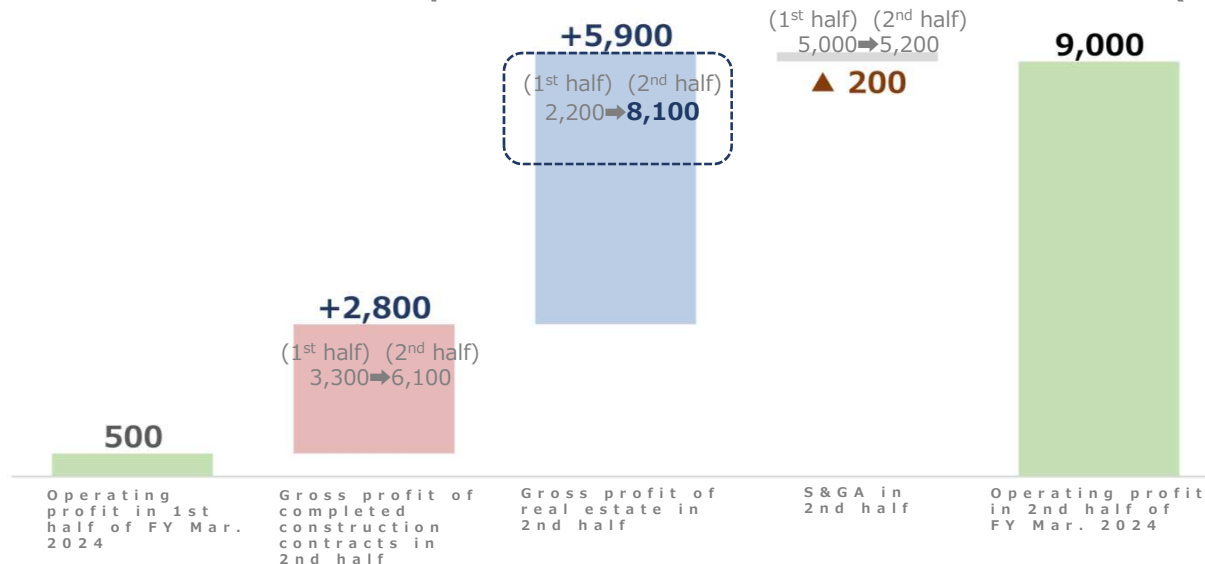 +5,900
(1st half) (2nd half)
2,200➡8,100
(1st half) (2nd half)
5,000➡5,200
▲ 200
9,000
+2,800
(1st half) (2nd half)
3,300➡6,100
500
Operating
profit in 1st
half of FY Mar.
2024
Gross profit of
completed
construction
contracts in
2nd half
Gross profit of
real estate in
2nd half
S&GA in
2nd half
Operating profit
in 2nd half of
FY Mar. 2024